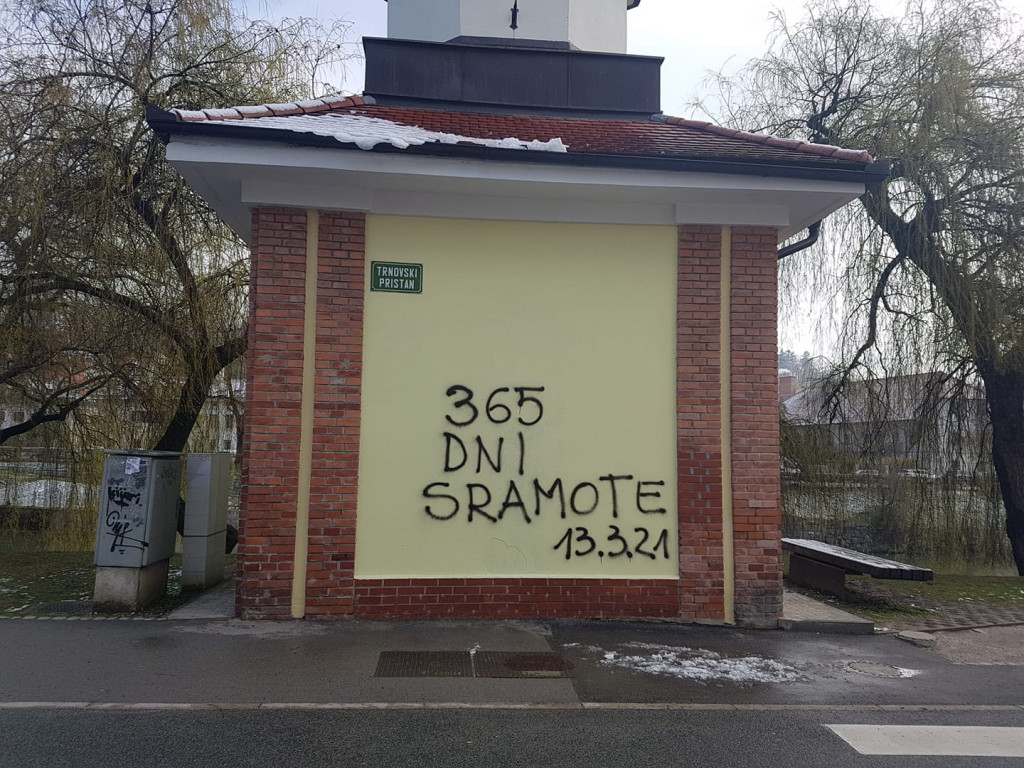 TRNOVSKI
PRISTAN
365
DNI
SRAMOTE
13.3.21